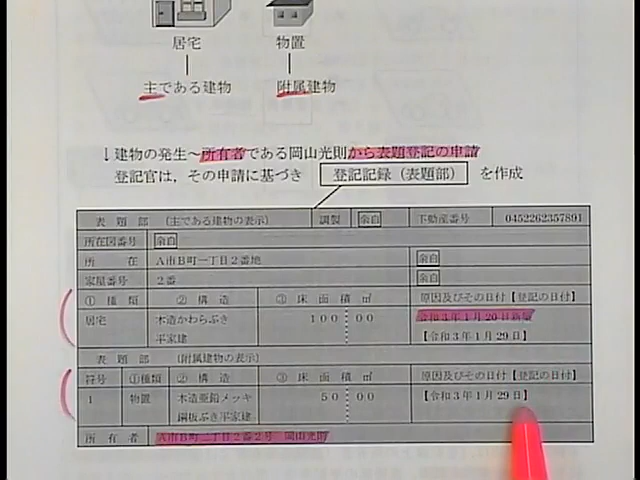 居宅 物置
主である建物 附属建物
↓建物の発生～所有者である岡山光則から表題登記の申請
登記官は、その申請に基づき 登記記録（表題部） を作成
表題部 （主である建物の表示） 調製 余白 不動産番号 0452262357891
所在図番号 余白
所在 A市B町一丁目2番地 余白
家屋番号 2番 余白
①種類 ②構造 ③床面積㎡ 原因及びその日付【登記の日付】
居宅 木造かわらぶき 100 00 令和3年1月20日新築
平家建 【令和3年1月29日】
表題部 （附属建物の表示）
符号 ①種類 ②構造 ③床面積㎡ 原因及びその日付【登記の日付】
1 物置 木造亜鉛メッキ 50 00 【令和3年1月29日】
鋼板ぶき平家建
所有者 A市B町二丁目2番2号 岡山光則